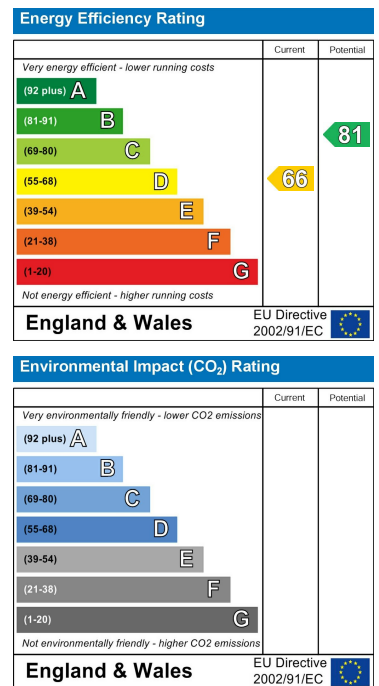 Energy Efficiency Rating
Current Potential
Very energy efficient - lower running costs
(92 plus) A
(81-91) B
(69-80) C
(55-68) D
(39-54) E
(21-38) F
(1-20) G
66
81
Not energy efficient - higher running costs
England & Wales
EU Directive
2002/91/EC
Environmental Impact (CO₂) Rating
Current Potential
Very environmentally friendly - lower CO2 emissions
(92 plus) A
(81-91) B
(69-80) C
(55-68) D
(39-54) E
(21-38) F
(1-20) G
Not environmentally friendly - higher CO2 emissions
England & Wales
EU Directive
2002/91/EC